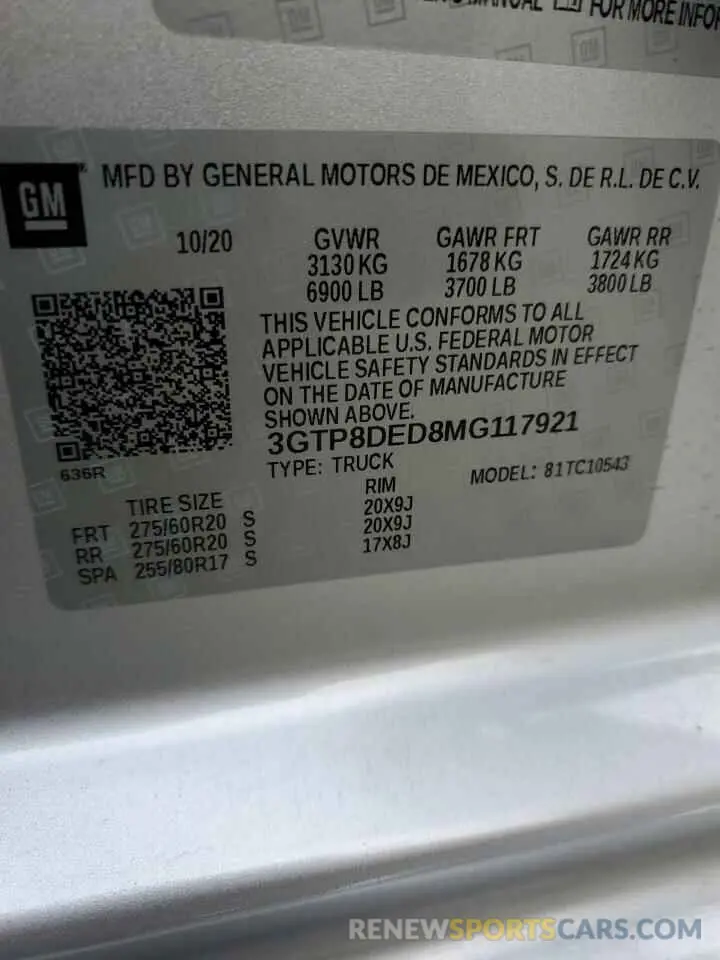 MANUAL FOR MORE INFO
GM
MFD BY GENERAL MOTORS DE MEXICO, S. DE R.L. DE C.V.
10/20 GVWR GAWR FRT GAWR RR
3130 KG 1678 KG 1724 KG
6900 LB 3700 LB 3800 LB
THIS VEHICLE CONFORMS TO ALL
APPLICABLE U.S. FEDERAL MOTOR
VEHICLE SAFETY STANDARDS IN EFFECT
ON THE DATE OF MANUFACTURE
SHOWN ABOVE.
3GTP8DED8MG117921
636R TYPE: TRUCK MODEL: 81TC10543
TIRE SIZE RIM
FRT 275/60R20 S 20X9J
RR 275/60R20 S 20X9J
SPA 255/80R17 S 17X8J
RENEWSPORTSCARS.COM